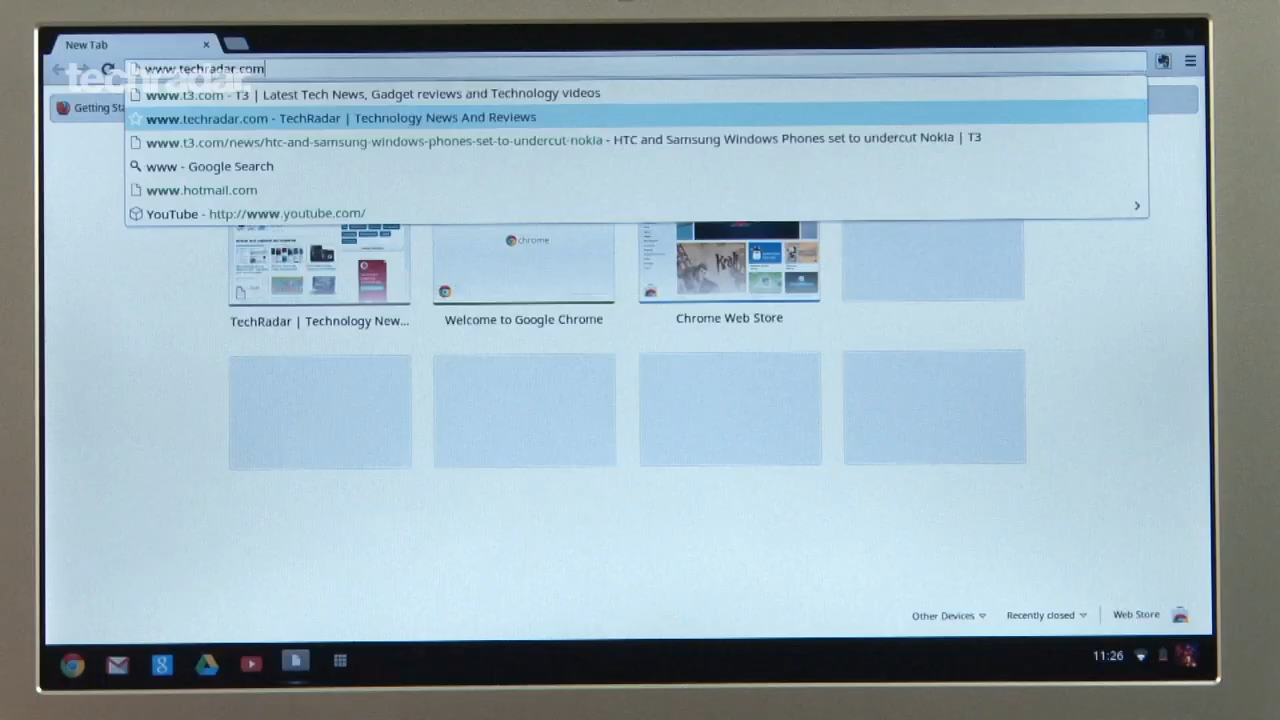 New Tab
www.techradar.com
techradar.
Getting Sta
www.t3.com - T3 | Latest Tech News, Gadget reviews and Technology videos
www.techradar.com - TechRadar | Technology News And Reviews
www.t3.com/news/htc-and-samsung-windows-phones-set-to-undercut-nokia - HTC and Samsung Windows Phones set to undercut Nokia | T3
www - Google Search
www.hotmail.com
YouTube - http://www.youtube.com/
chrome
TechRadar | Technology New...
Welcome to Google Chrome
Chrome Web Store
Other Devices
Recently closed
Web Store
11:26